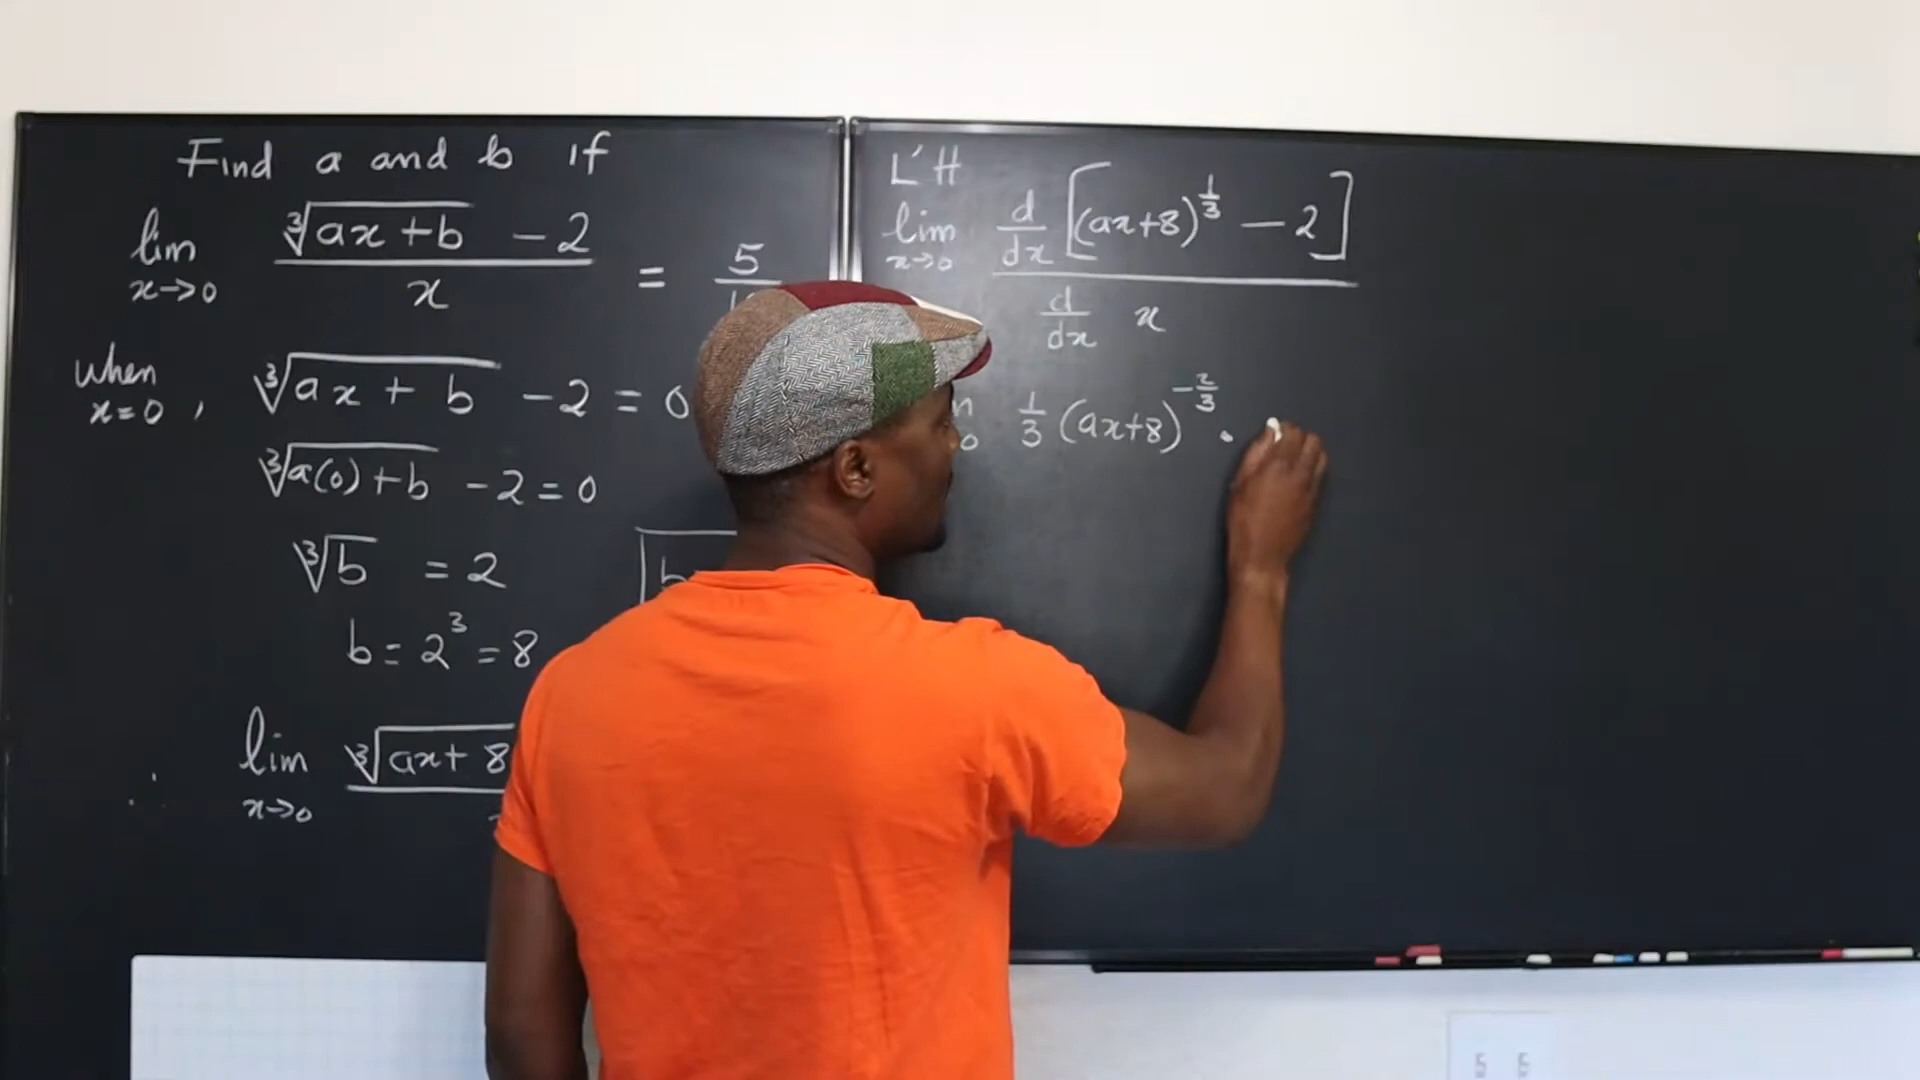 Find a and b if
lim x→0 (∛(ax+b) - 2)/x = 5/
when x=0, ∛(ax + b) - 2 = 0
∛(a(0)+b) - 2 = 0
∛b = 2
b = 2³ = 8
b
lim x→0 ∛(ax+8
L'H
lim x→0 d/dx [(ax+8)^(1/3) - 2] / d/dx x
1/3 (ax+8)^(-2/3) ·